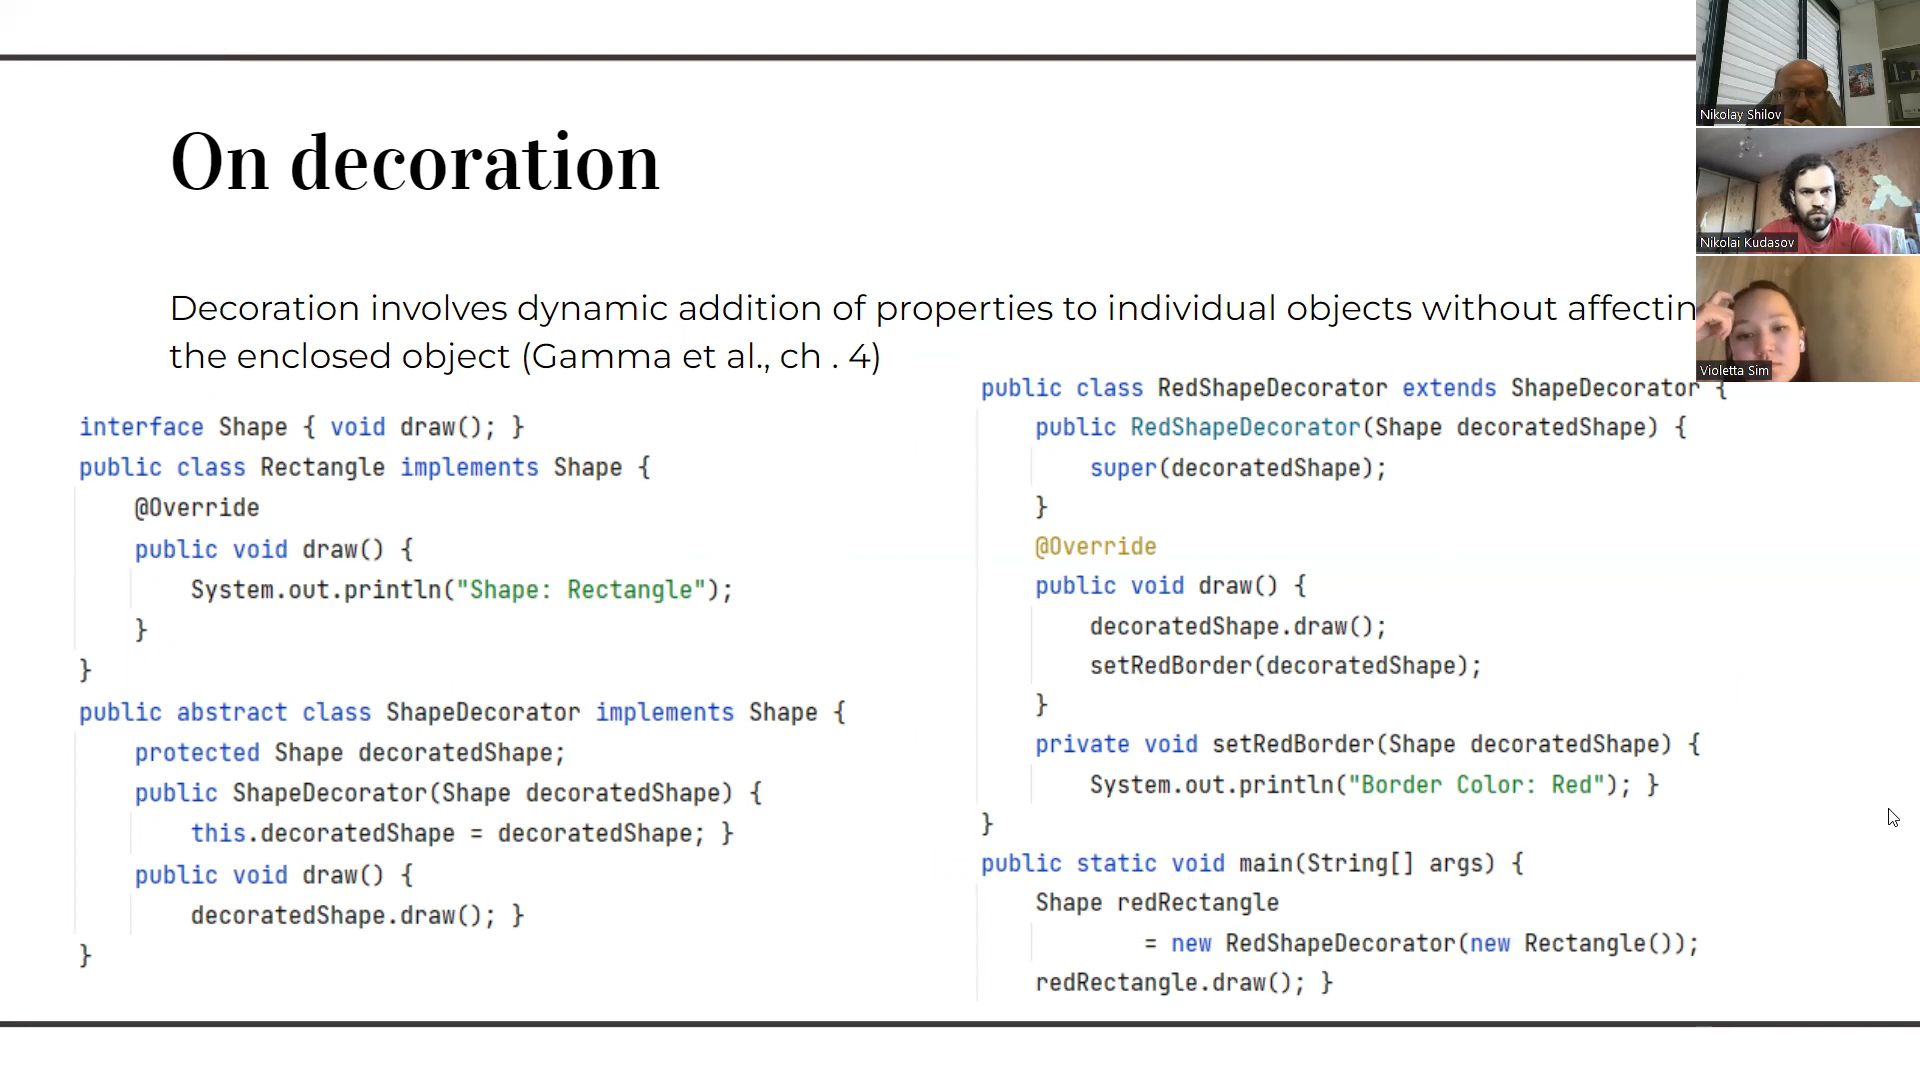 On decoration
Decoration involves dynamic addition of properties to individual objects without affectin
the enclosed object (Gamma et al., ch . 4)
interface Shape { void draw(); }
public class Rectangle implements Shape {
@Override
public void draw() {
System.out.println("Shape: Rectangle");
}
}
public abstract class ShapeDecorator implements Shape {
protected Shape decoratedShape;
public ShapeDecorator(Shape decoratedShape) {
this.decoratedShape = decoratedShape; }
public void draw() {
decoratedShape.draw(); }
}
public class RedShapeDecorator extends ShapeDecorator {
public RedShapeDecorator(Shape decoratedShape) {
super(decoratedShape);
}
@Override
public void draw() {
decoratedShape.draw();
setRedBorder(decoratedShape);
}
private void setRedBorder(Shape decoratedShape) {
System.out.println("Border Color: Red"); }
}
public static void main(String[] args) {
Shape redRectangle
= new RedShapeDecorator(new Rectangle());
redRectangle.draw(); }
Nikolay Shilov
Nikolai Kudasov
Violetta Sim